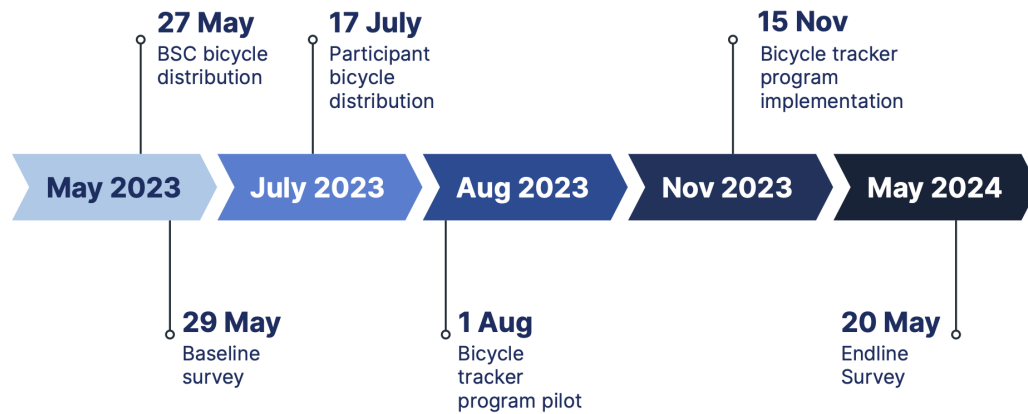 27 May
BSC bicycle
distribution
17 July
Participant
bicycle
distribution
15 Nov
Bicycle tracker
program
implementation
May 2023
July 2023
Aug 2023
Nov 2023
May 2024
29 May
Baseline
survey
1 Aug
Bicycle
tracker
program pilot
20 May
Endline
Survey